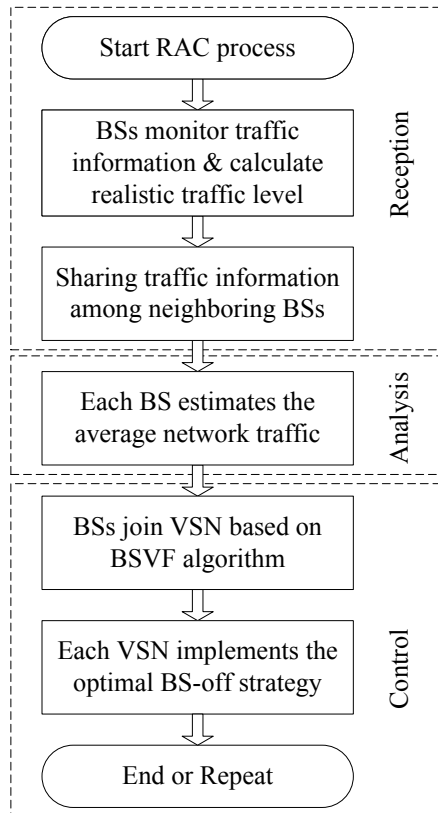 Start RAC process
BSs monitor traffic
information & calculate
realistic traffic level
Sharing traffic information
among neighboring BSs
Reception
Each BS estimates the
average network traffic
Analysis
BSs join VSN based on
BSVF algorithm
Each VSN implements the
optimal BS-off strategy
End or Repeat
Control